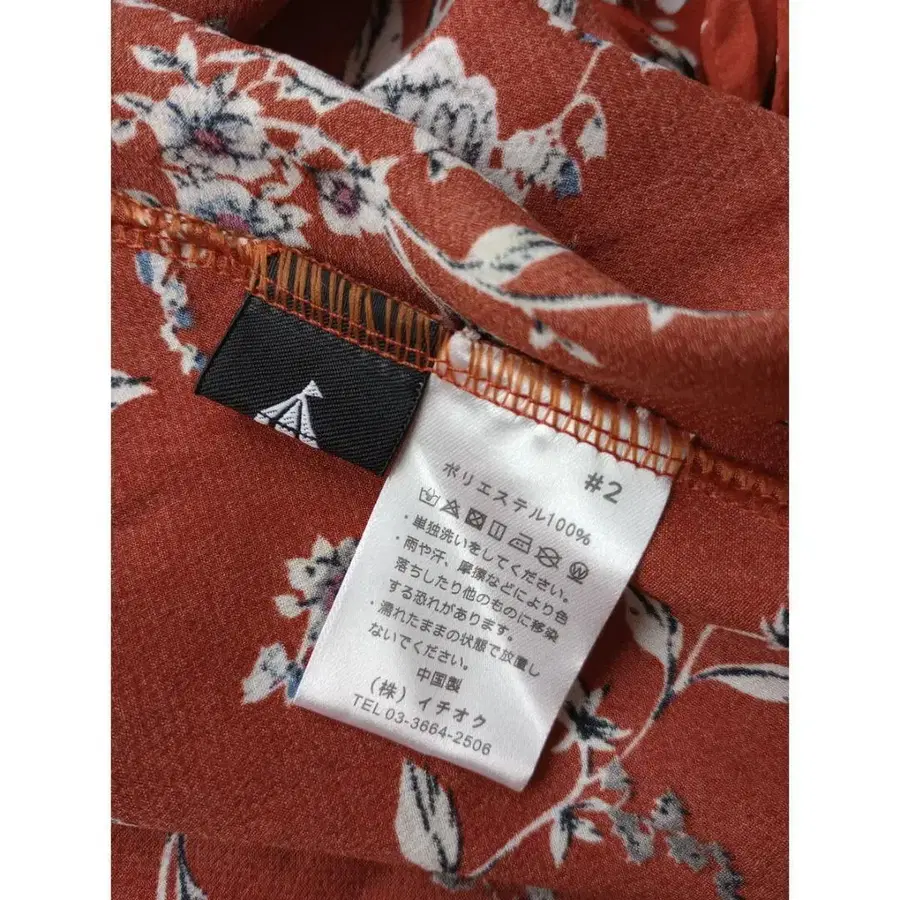 #2
ポリエステル100%
・単独洗いをしてください。
・雨や汗、摩擦などにより色
落ちしたり他のものに移染
する恐れがあります。
・濡れたままの状態で放置し
ないでください。
中国製
(株) イチオク
TEL 03-3664-2506